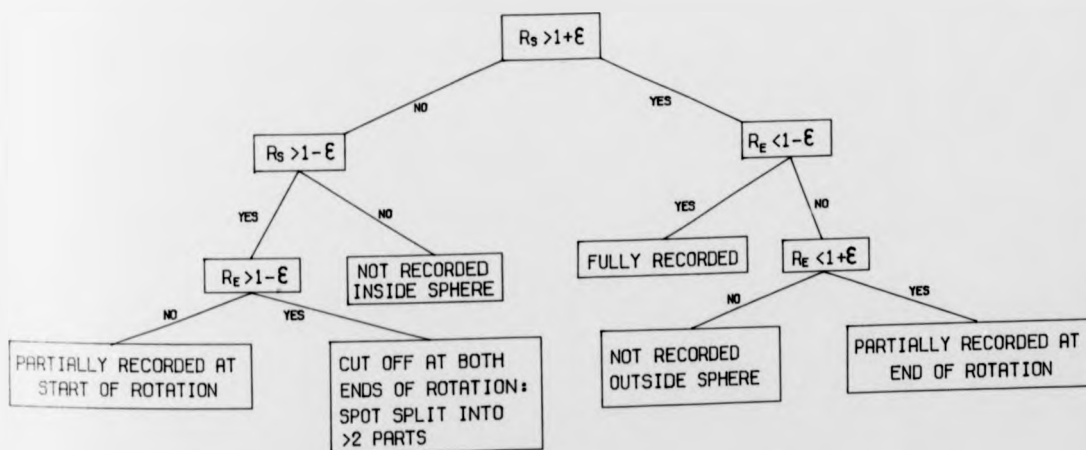 Rs >1+ε
NO
YES
Rs >1-ε
RE <1-ε
YES
NO
YES
NO
RE >1-ε
NOT RECORDED
INSIDE SPHERE
FULLY RECORDED
RE <1+ε
NO
YES
NO
YES
PARTIALLY RECORDED AT
START OF ROTATION
CUT OFF AT BOTH
ENDS OF ROTATION:
SPOT SPLIT INTO
>2 PARTS
NOT RECORDED
OUTSIDE SPHERE
PARTIALLY RECORDED AT
END OF ROTATION